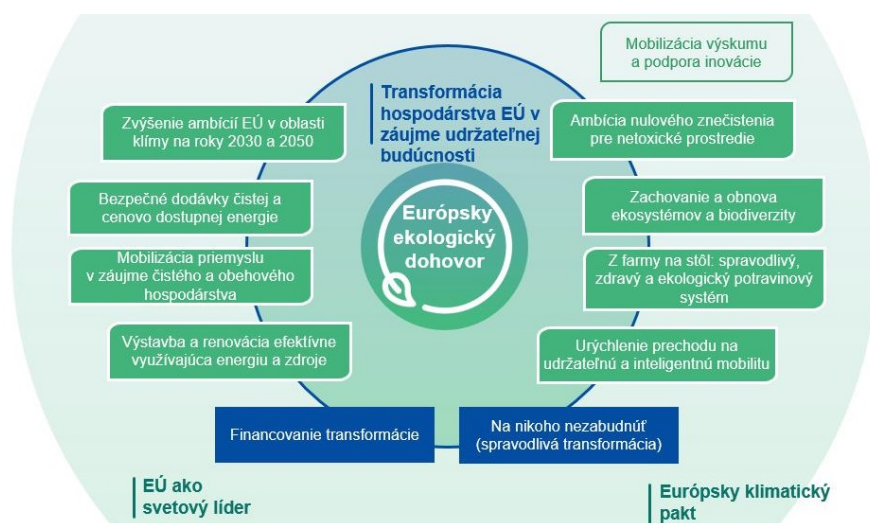 Mobilizácia výskumu
a podpora inovácie
Transformácia
hospodárstva EÚ v
záujme udržateľnej
budúcnosti
Zvýšenie ambícií EÚ v oblasti
klímy na roky 2030 a 2050
Ambícia nulového znečistenia
pre netoxické prostredie
Bezpečné dodávky čistej a
cenovo dostupnej energie
Zachovanie a obnova
ekosystémov a biodiverzity
Európsky
ekologický
dohovor
Mobilizácia priemyslu
v záujme čistého a obehového
hospodárstva
Z farmy na stôl: spravodlivý,
zdravý a ekologický potravinový
systém
Výstavba a renovácia efektívne
využívajúca energiu a zdroje
Urýchlenie prechodu na
udržateľnú a inteligentnú mobilitu
Financovanie transformácie
Na nikoho nezabudnúť
(spravodlivá transformácia)
EÚ ako
svetový líder
Európsky klimatický
pakt